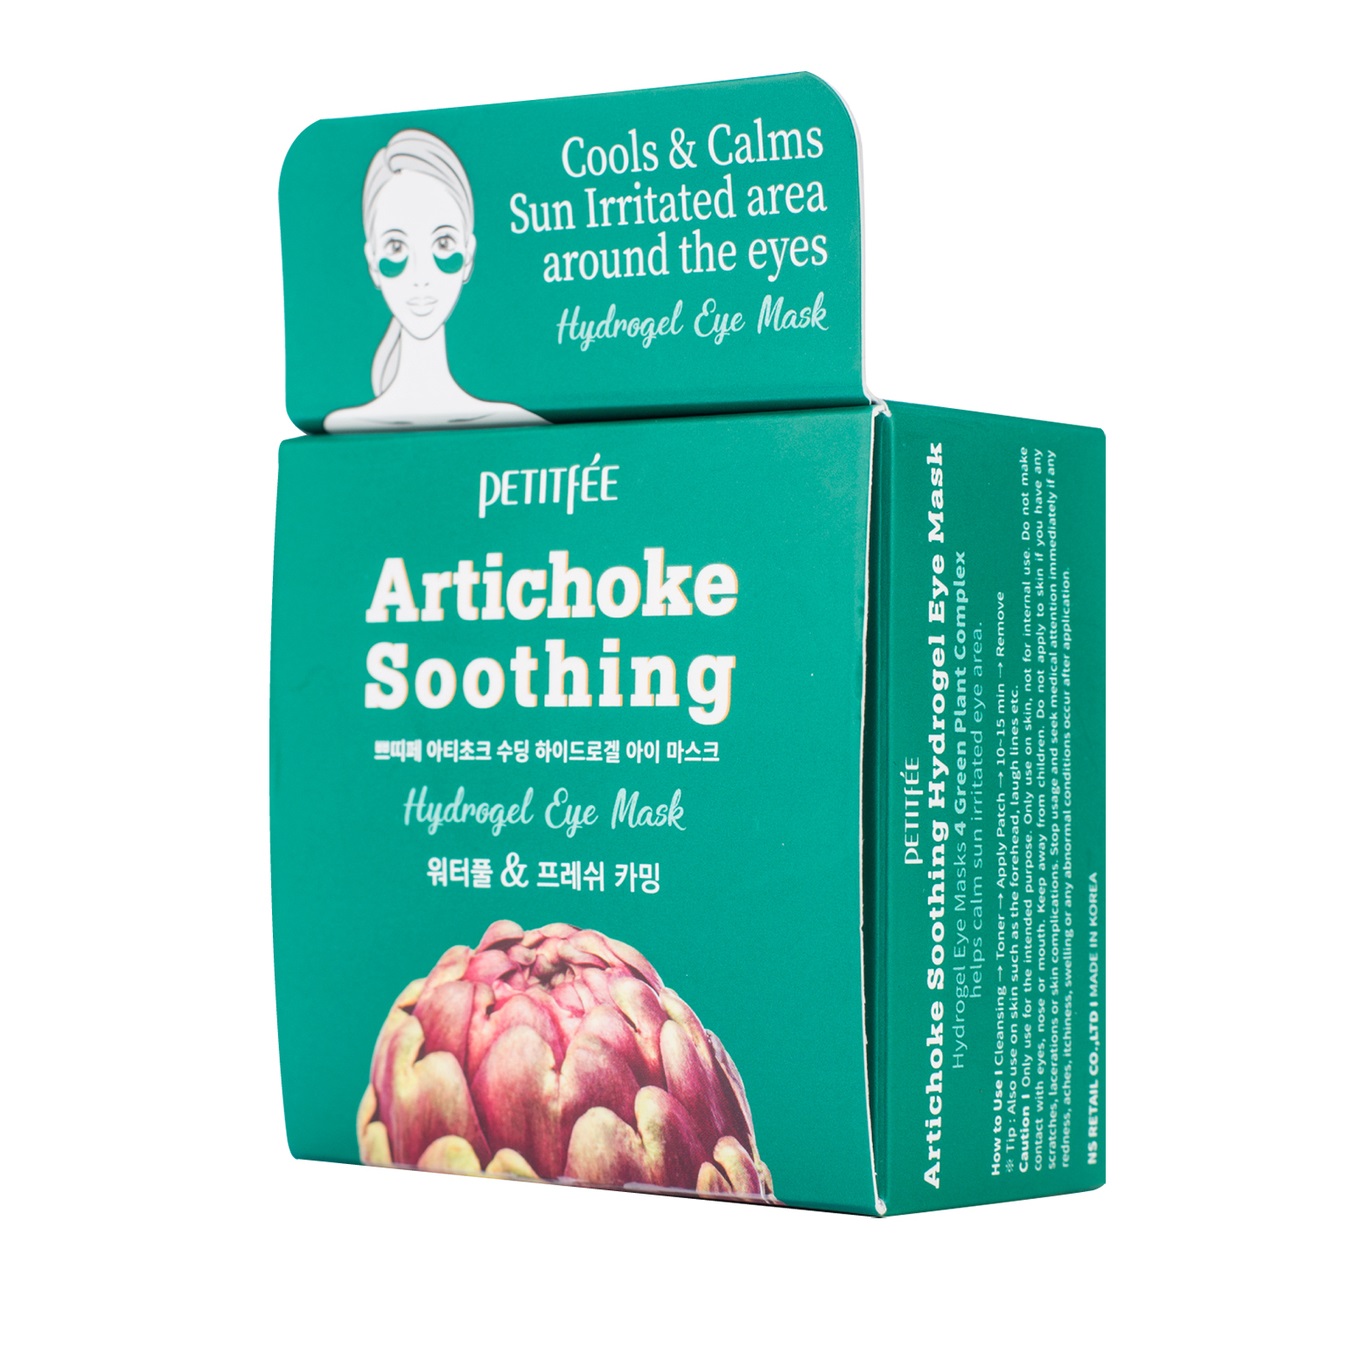 Cools & Calms
Sun Irritated area
around the eyes
Hydrogel Eye Mask
PETITFÉE
Artichoke
Soothing
쁘띠페 아티초크 수딩 하이드로겔 아이 마스크
Hydrogel Eye Mask
워터풀 & 프레쉬 카밍
PETITFÉE
Artichoke Soothing Hydrogel Eye Mask
Hydrogel Eye Masks 4 Green Plant Complex
helps calm sun irritated eye area.
How to Use I Cleansing → Toner → Apply Patch → 10~15 min → Remove
※ Tip : Also use on skin such as the forehead, laugh lines etc.
Caution I Only use for the intended purpose. Only use on skin, not for internal use. Do not make
contact with eyes, nose or mouth. Keep away from children. Do not apply to skin if you have any
scratches, lacerations or skin complications. Stop usage and seek medical attention immediately if any
redness, aches, itchiness, swelling or any abnormal conditions occur after application.
NS RETAIL CO.,LTD I MADE IN KOREA